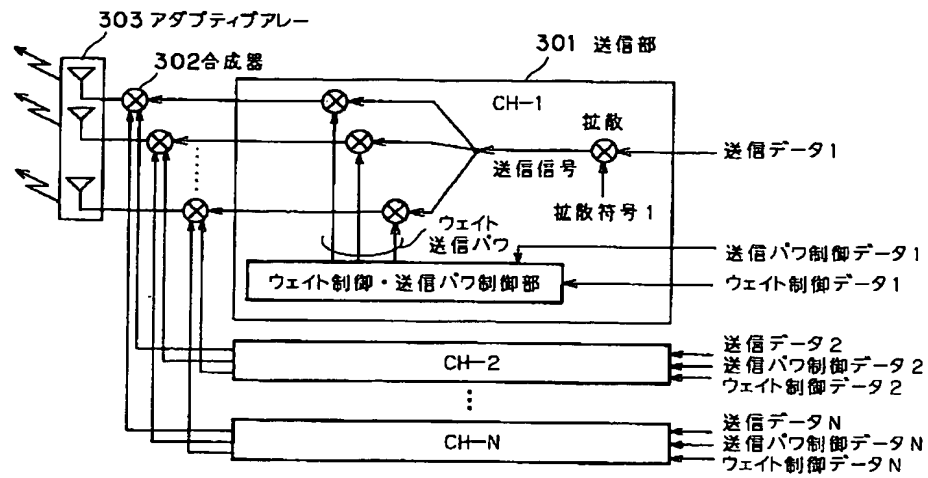 303 アダプティブアレー
302合成器
301 送信部
CH-1
拡散
送信データ1
送信信号
拡散符号1
ウェイト
送信パワ
送信パワ制御データ1
ウェイト制御・送信パワ制御部
ウェイト制御データ1
CH-2
送信データ2
送信パワ制御データ2
ウェイト制御データ2
CH-N
送信データN
送信パワ制御データN
ウェイト制御データN